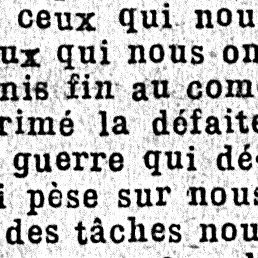 ceux qui nou
ux qui nous on
nis fin au com
rimé la défaite
guerre qui dé-
i pèse sur nous
des tâches nou